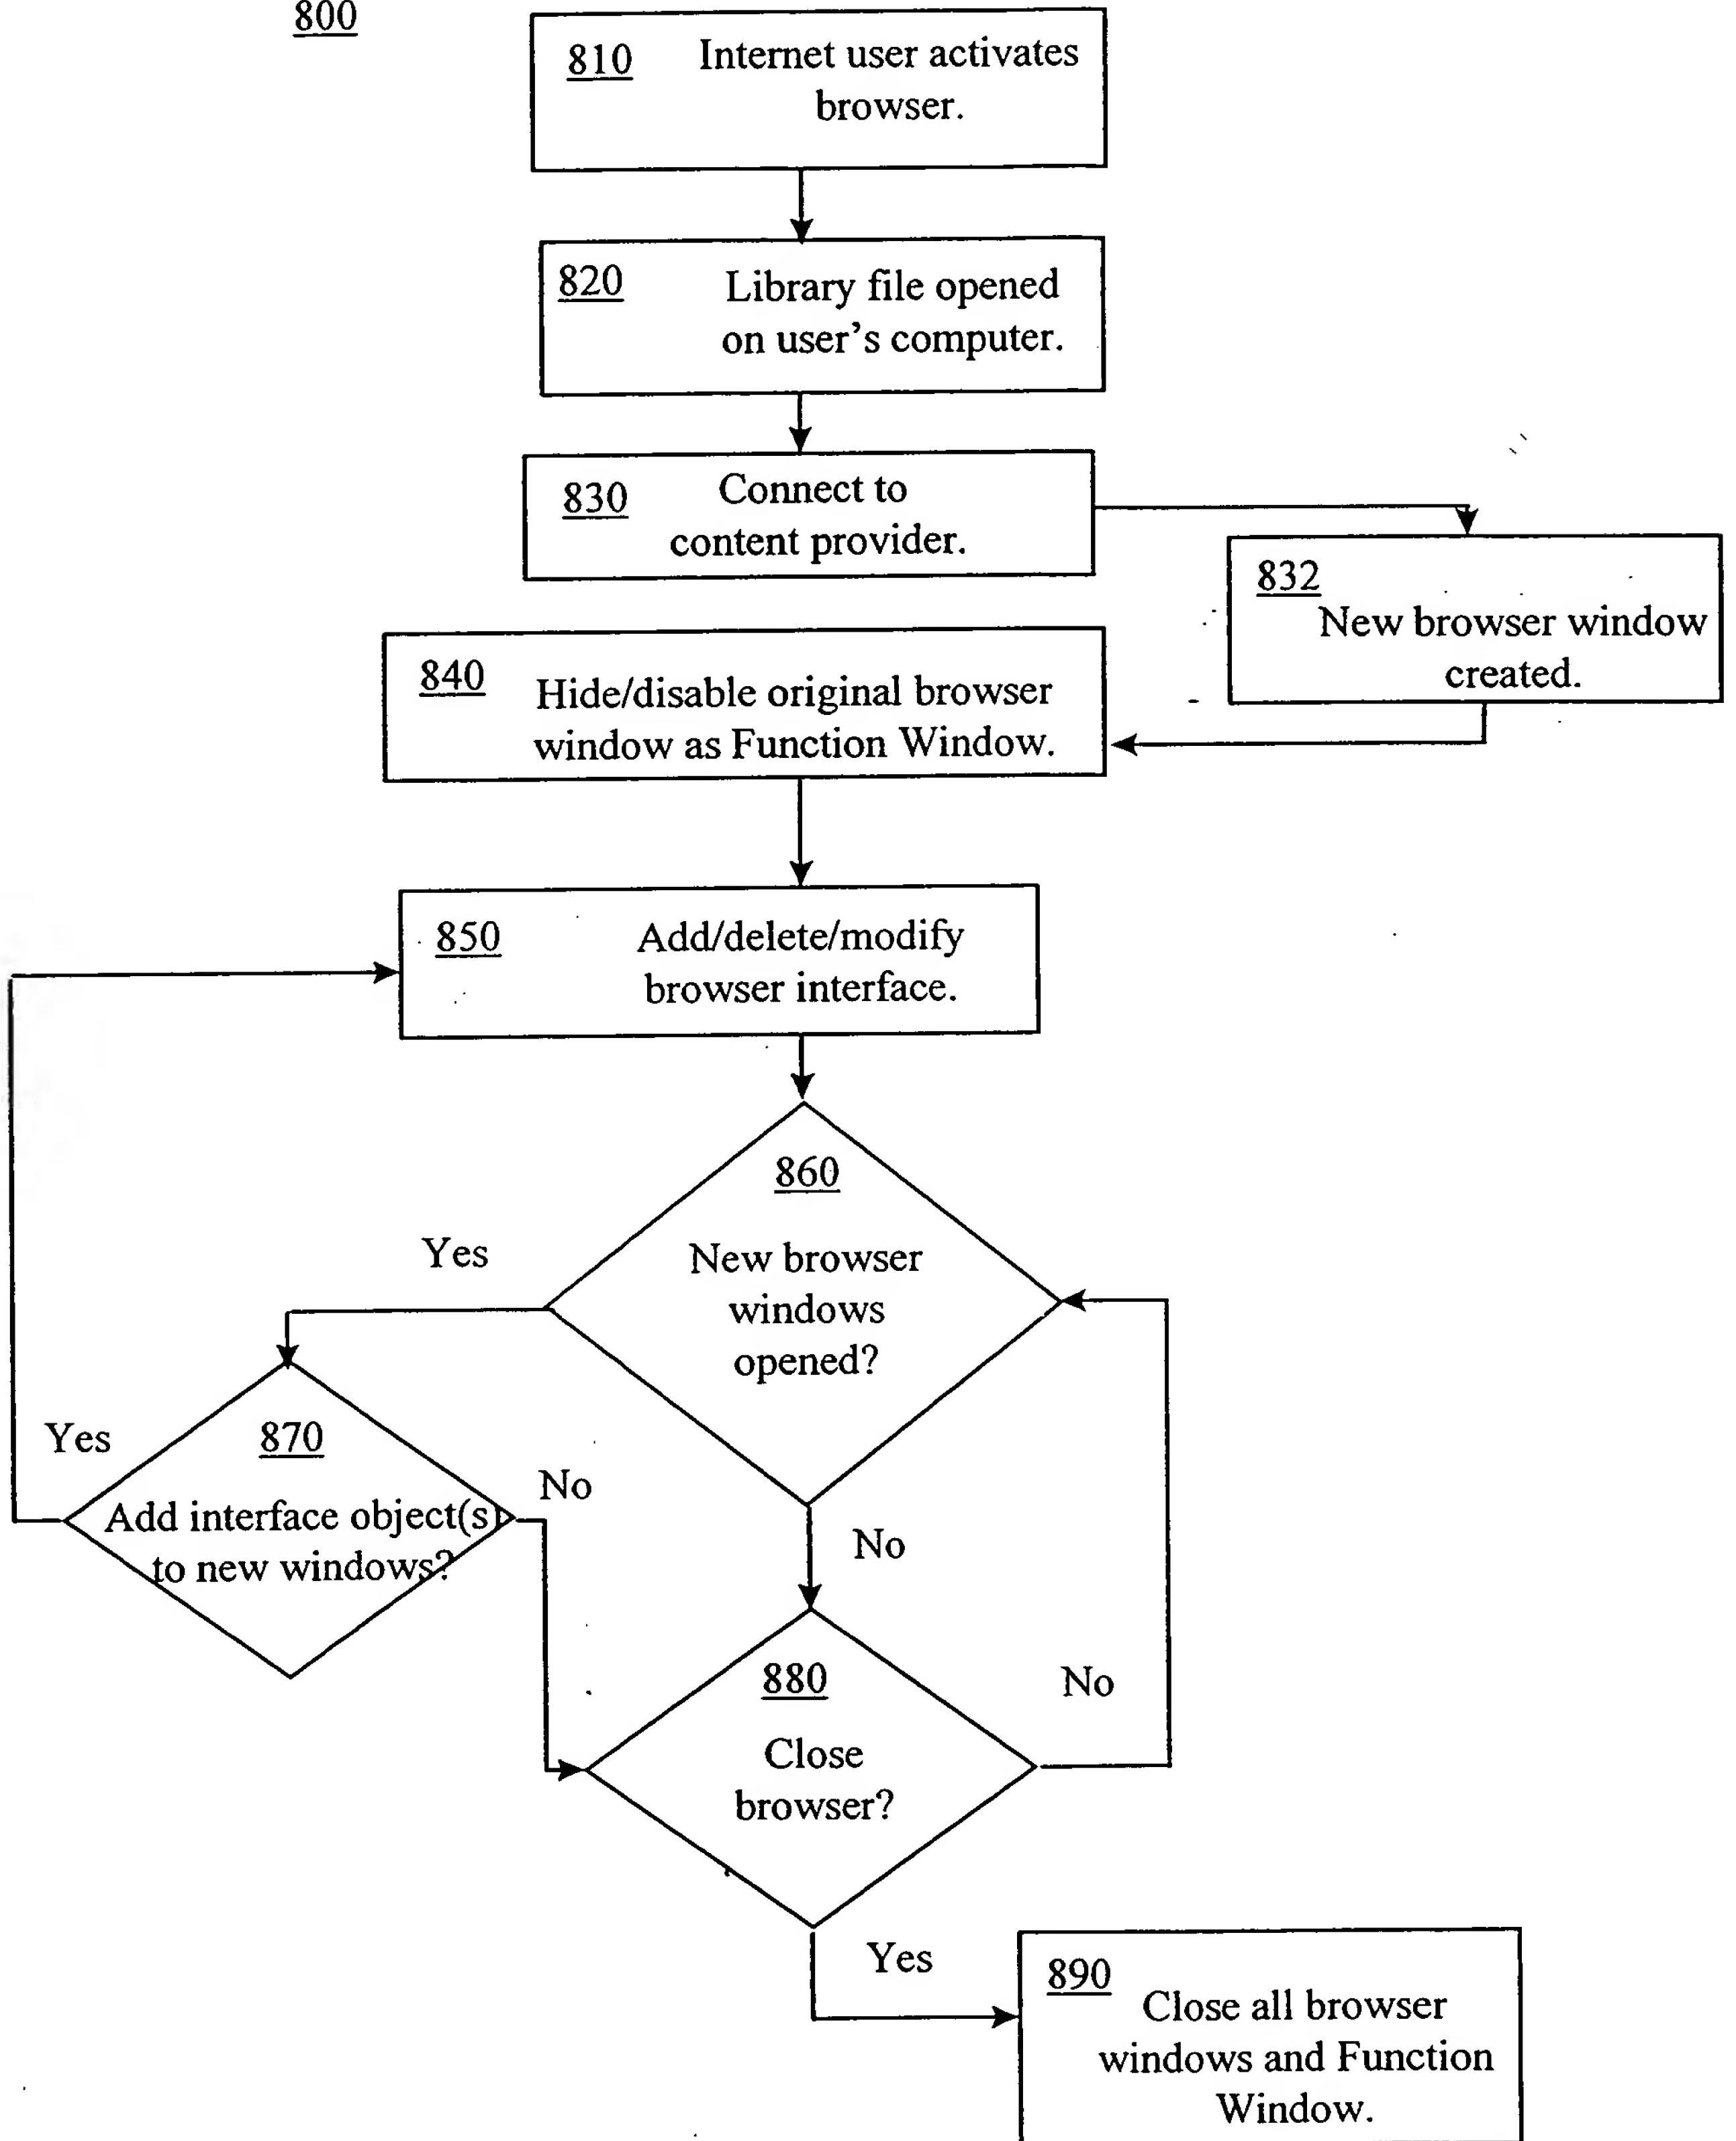 800
810 Internet user activates
browser.
820 Library file opened
on user's computer.
830 Connect to
content provider.
832
New browser window
created.
840 Hide/disable original browser
window as Function Window.
850 Add/delete/modify
browser interface.
860
New browser
windows
opened?
Yes
No
870
Add interface object(s)
to new windows?
Yes
No
880
Close
browser?
No
Yes
890
Close all browser
windows and Function
Window.